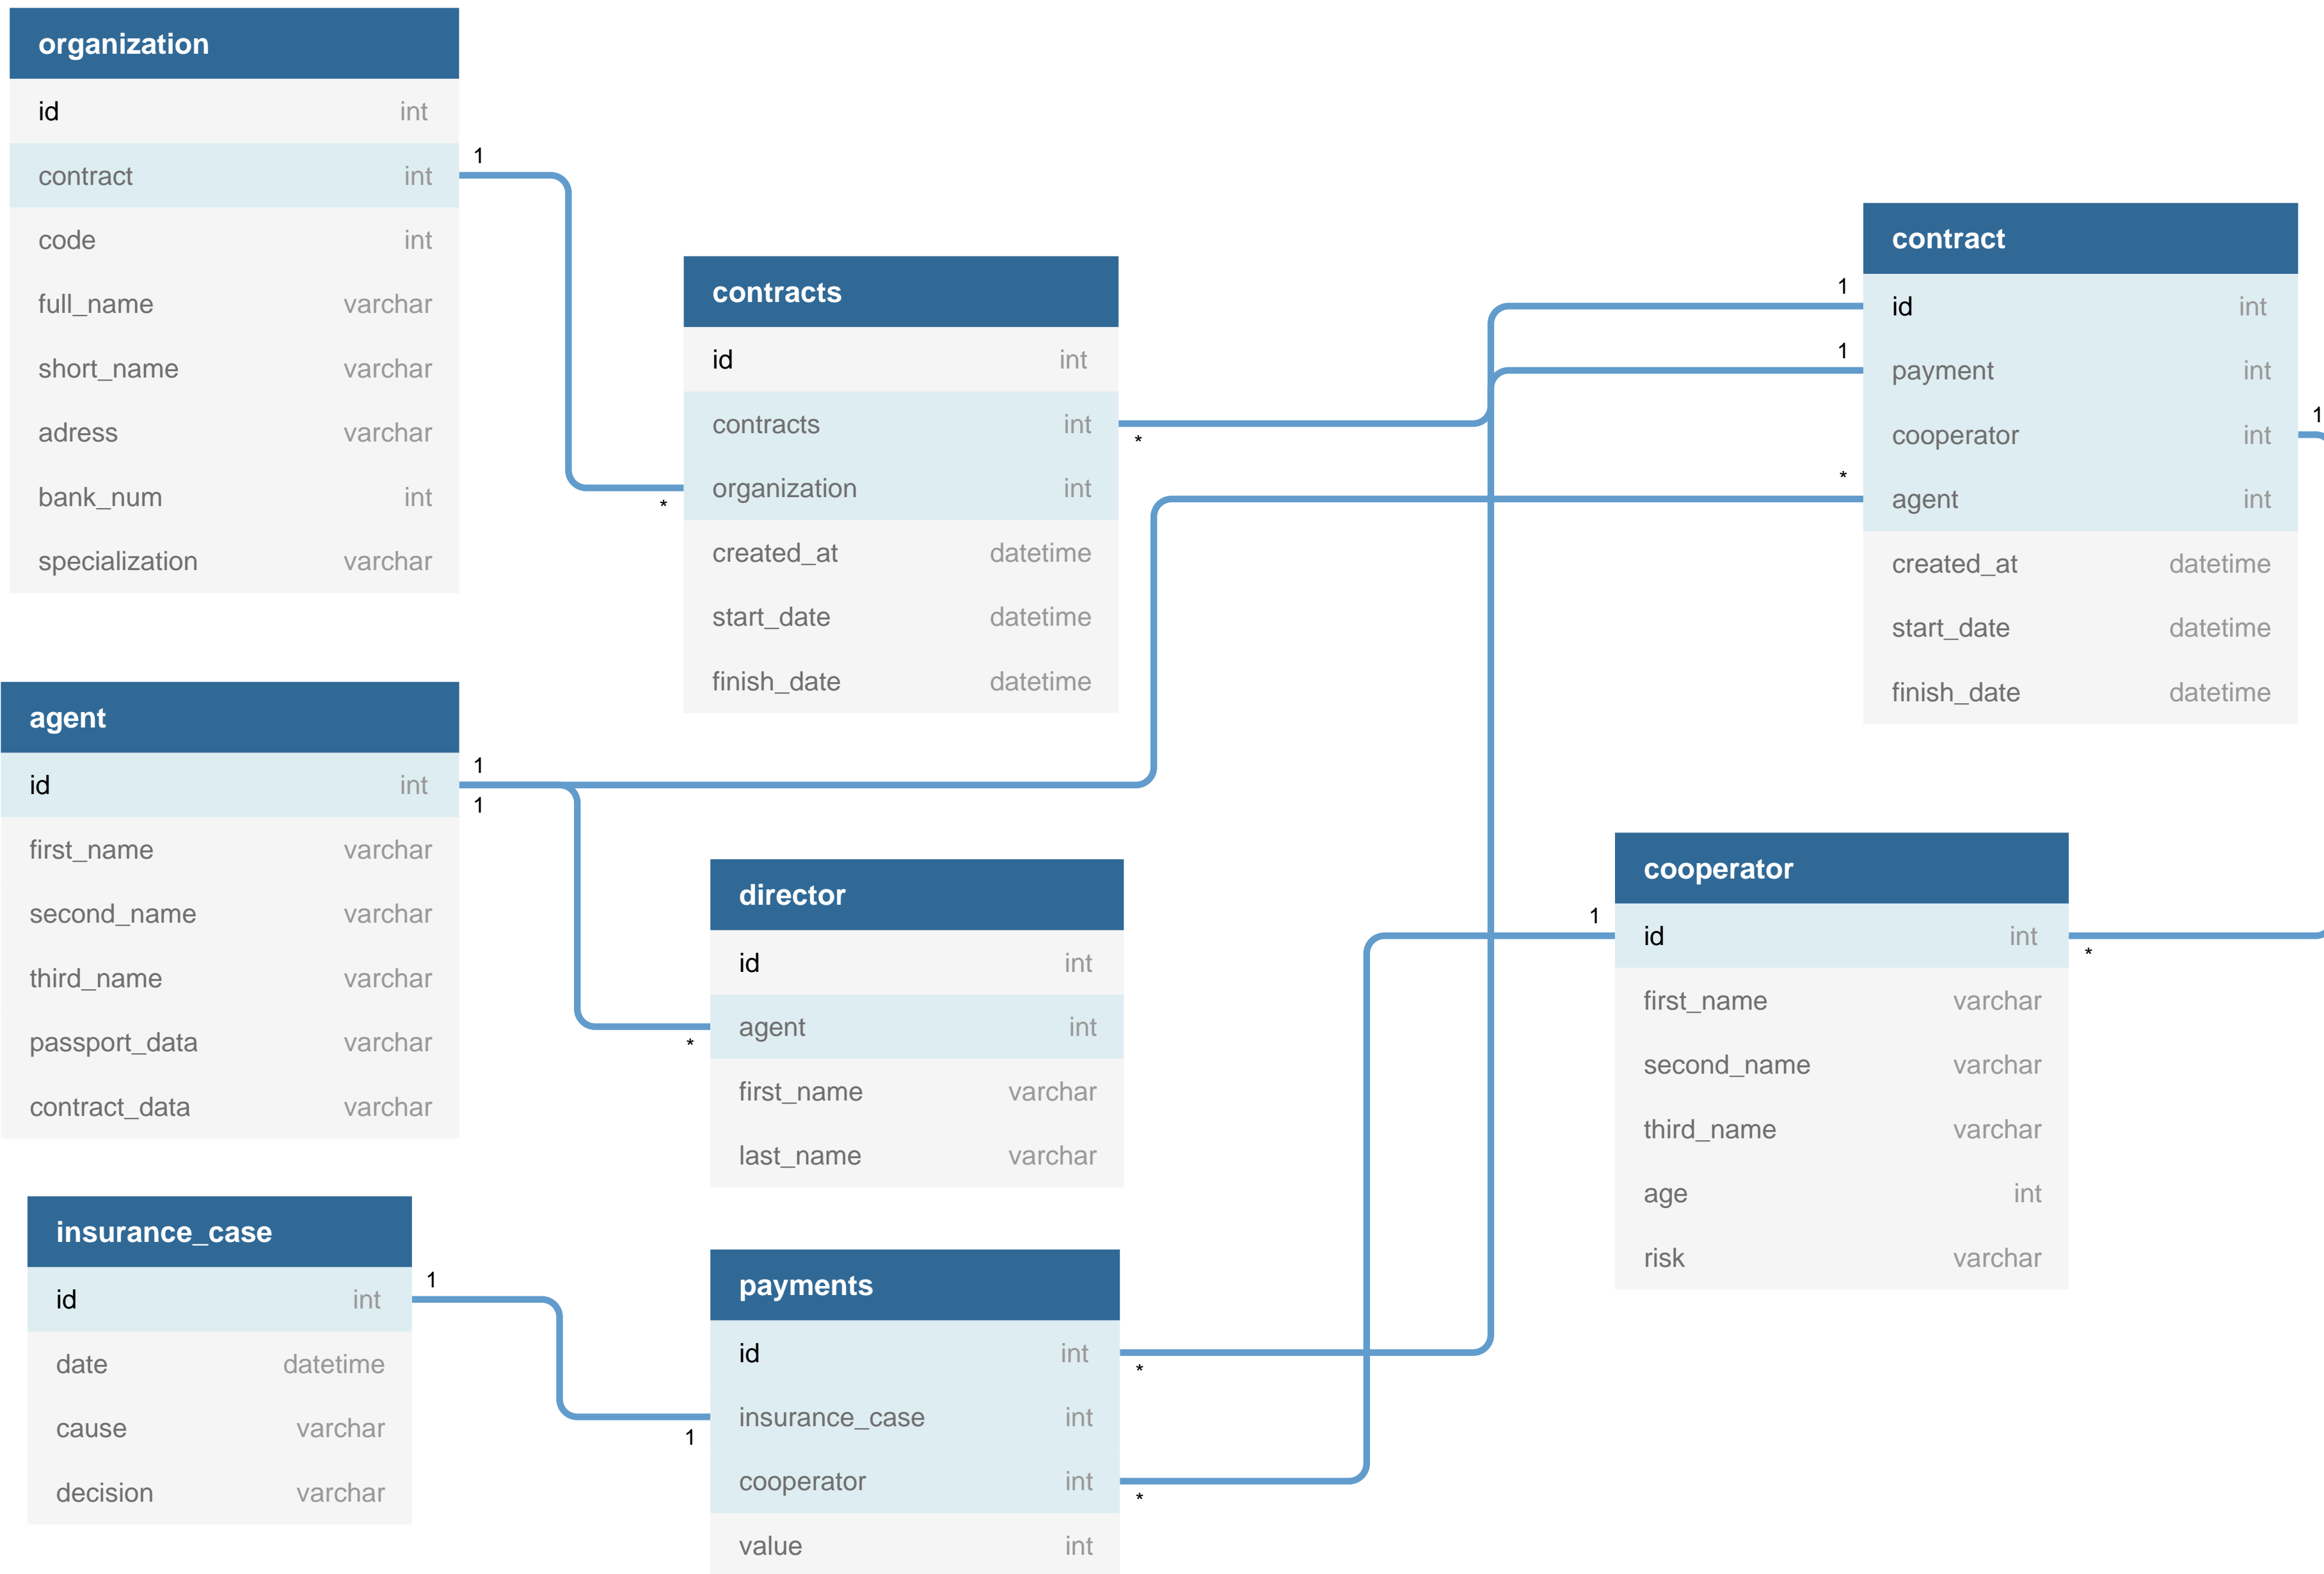 organization
id int
contract int
code int
full_name varchar
short_name varchar
adress varchar
bank_num int
specialization varchar
1
*
contracts
id int
contracts int
organization int
created_at datetime
start_date datetime
finish_date datetime
*
1
1
*
1
contract
id int
payment int
cooperator int
agent int
created_at datetime
start_date datetime
finish_date datetime
agent
id int
first_name varchar
second_name varchar
third_name varchar
passport_data varchar
contract_data varchar
1
1
*
director
id int
agent int
first_name varchar
last_name varchar
1
*
cooperator
id int
first_name varchar
second_name varchar
third_name varchar
age int
risk varchar
insurance_case
id int
date datetime
cause varchar
decision varchar
1
1
payments
id int
insurance_case int
cooperator int
value int
*
*